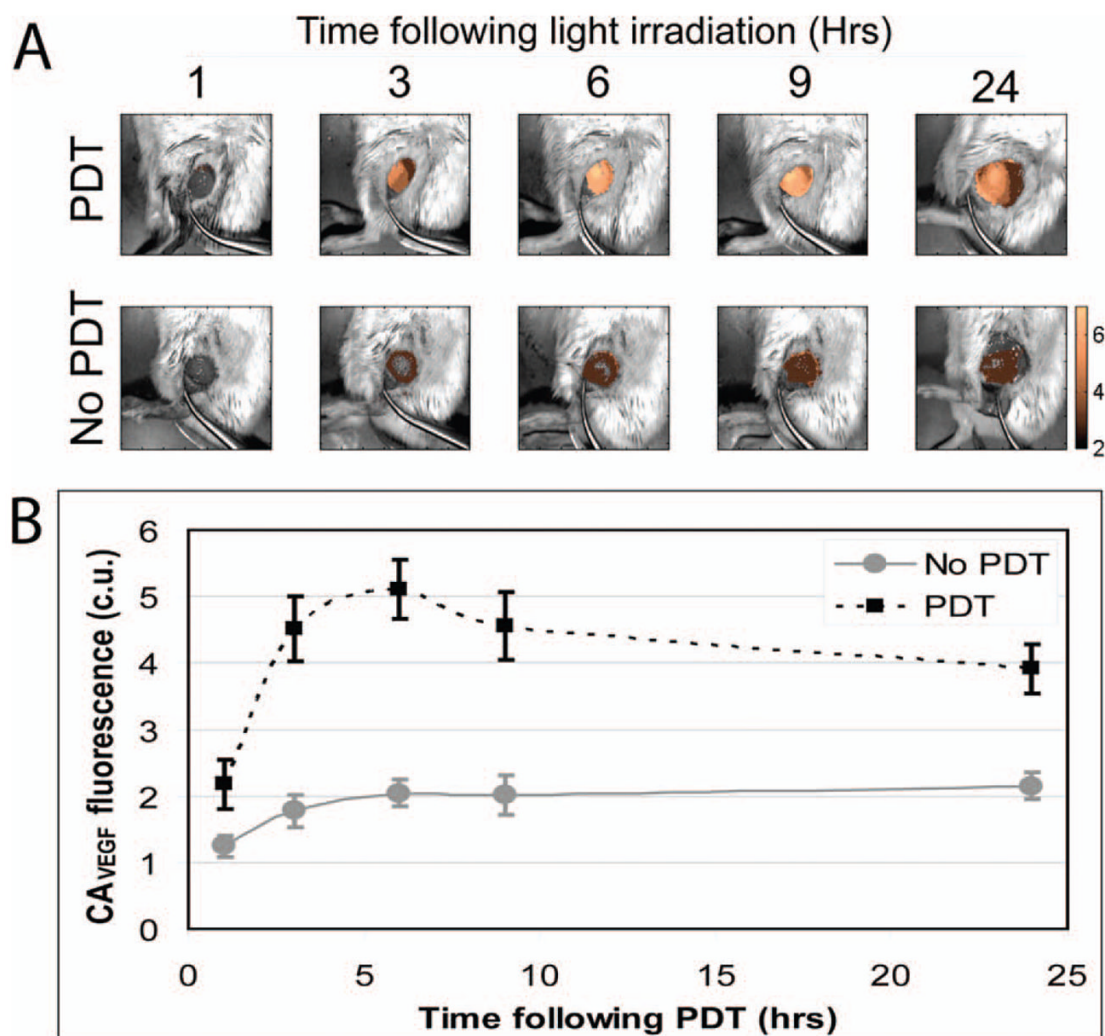 A
Time following light irradiation (Hrs)
1 3 6 9 24
PDT
No PDT
6
4
2
B
6
5
4
3
2
1
0
CAVEGF fluorescence (c.u.)
No PDT
PDT
0 5 10 15 20 25
Time following PDT (hrs)